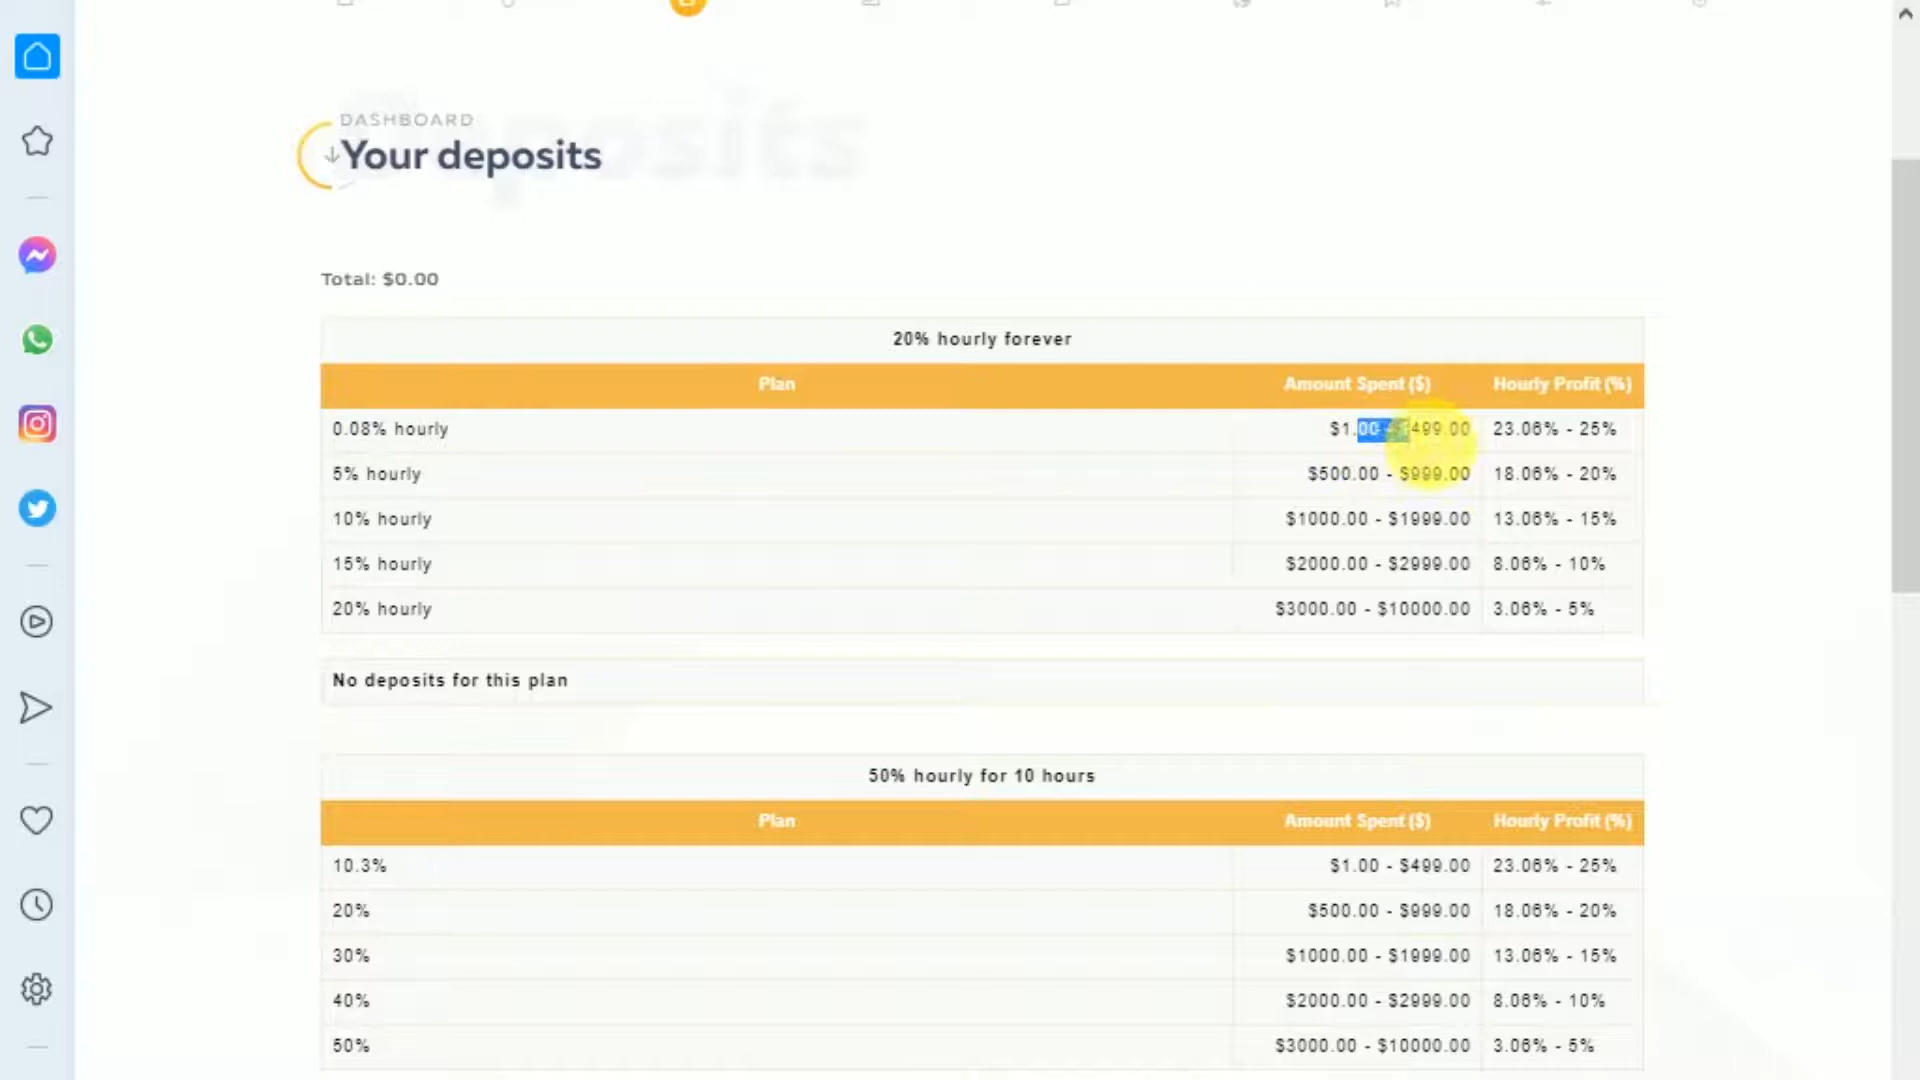 DASHBOARD
Deposits
Your deposits
Total: $0.00
20% hourly forever
Plan Amount Spent ($) Hourly Profit (%)
0.08% hourly $1.00 - $499.00 23.06% - 25%
5% hourly $500.00 - $999.00 18.06% - 20%
10% hourly $1000.00 - $1999.00 13.06% - 15%
15% hourly $2000.00 - $2999.00 8.06% - 10%
20% hourly $3000.00 - $10000.00 3.06% - 5%
No deposits for this plan
50% hourly for 10 hours
Plan Amount Spent ($) Hourly Profit (%)
10.3% $1.00 - $499.00 23.06% - 25%
20% $500.00 - $999.00 18.06% - 20%
30% $1000.00 - $1999.00 13.06% - 15%
40% $2000.00 - $2999.00 8.06% - 10%
50% $3000.00 - $10000.00 3.06% - 5%